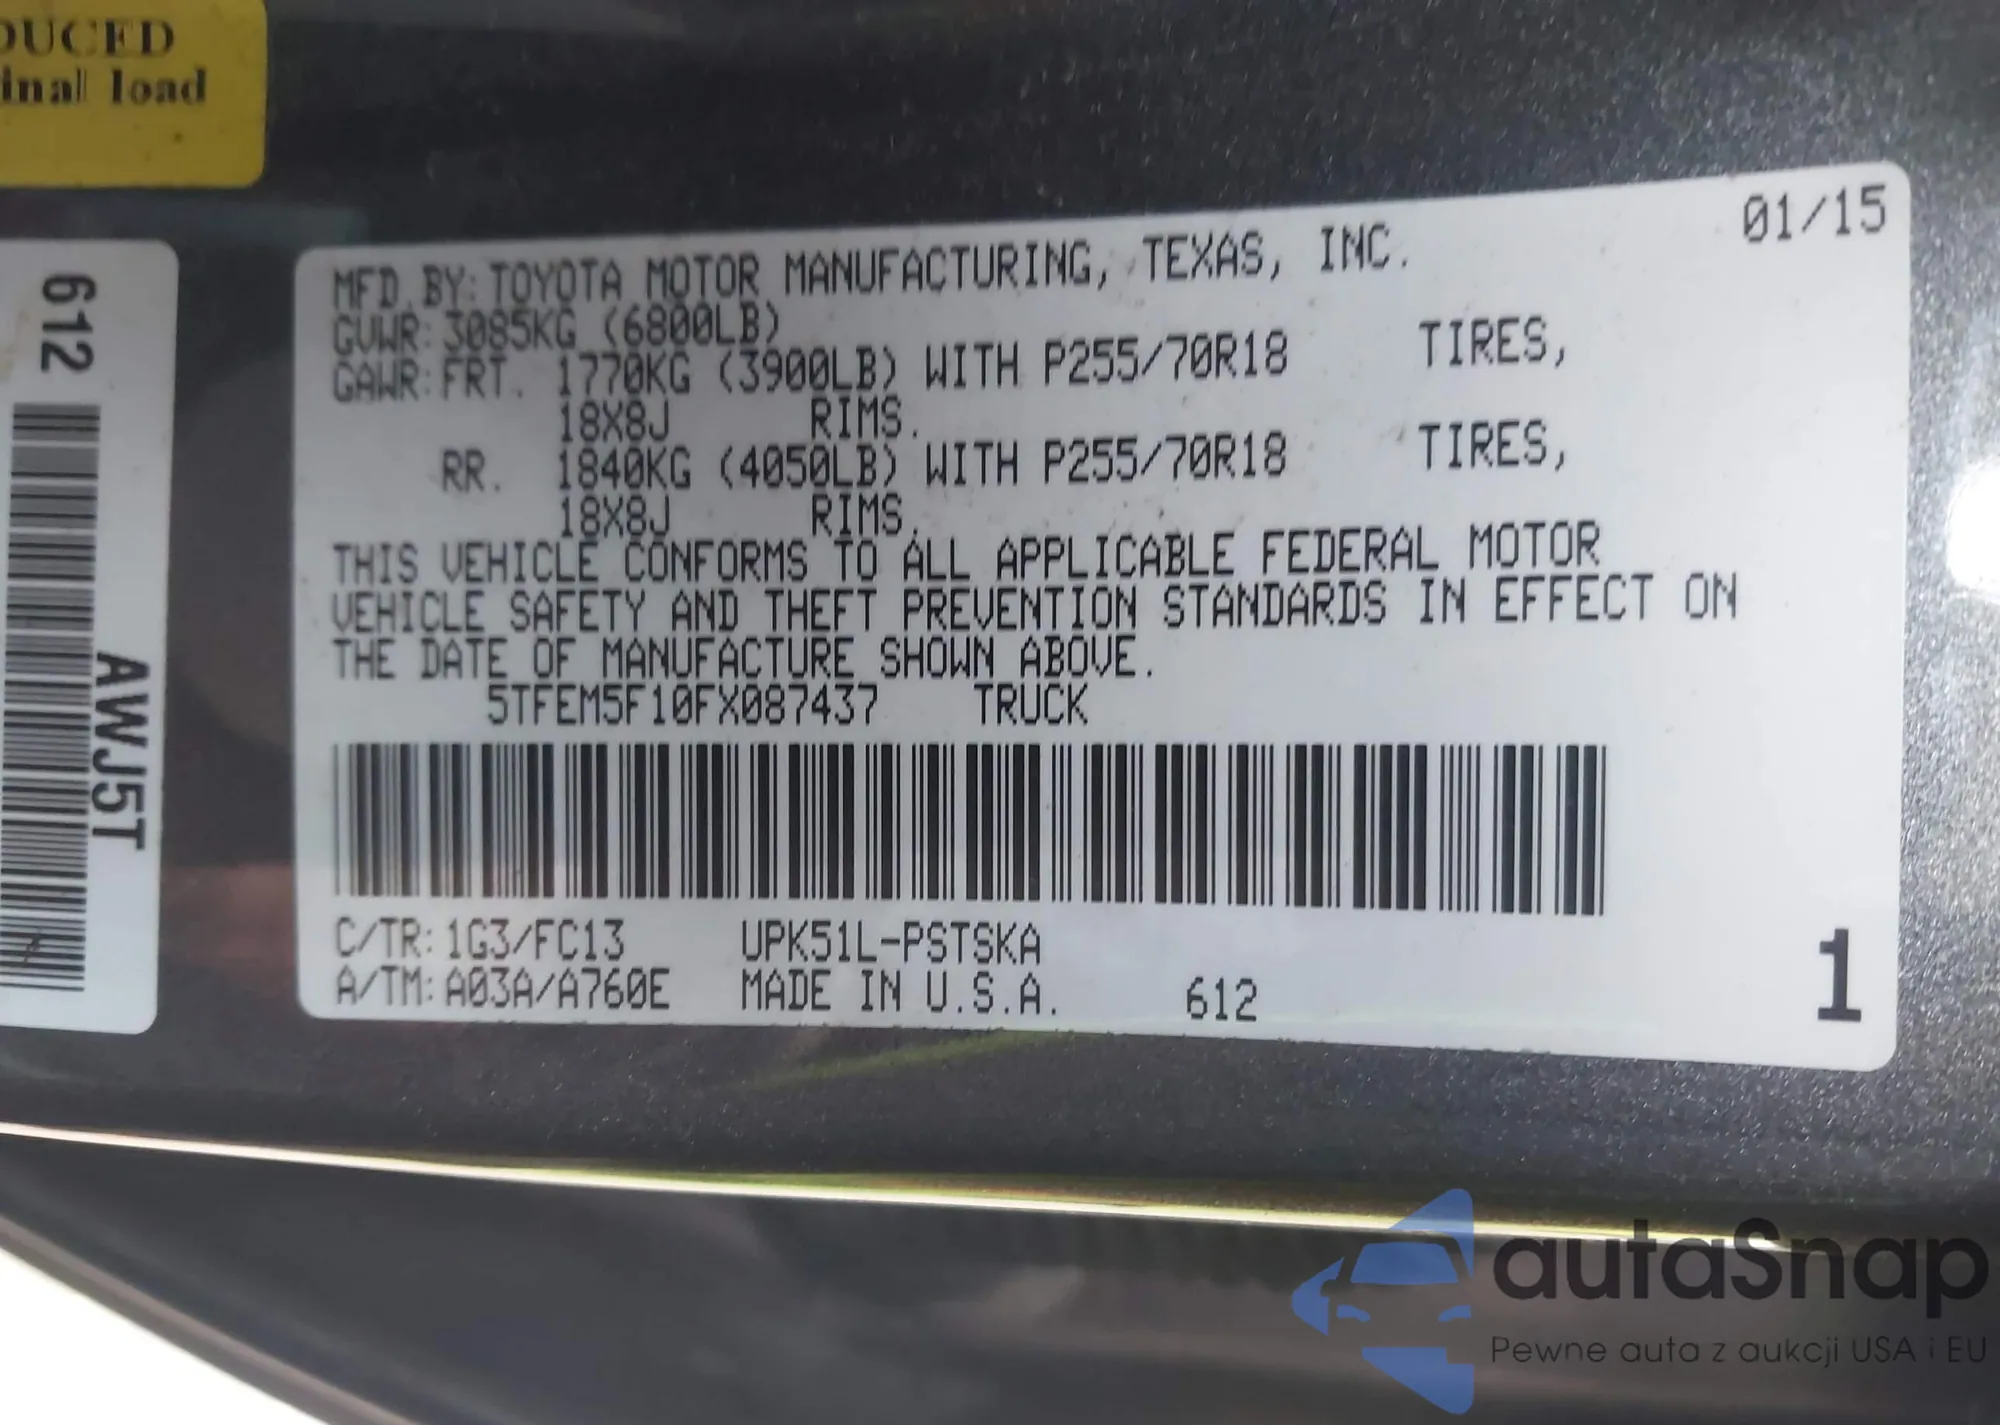 DUCED
inal load
612
AWJ5T
01/15
MFD. BY: TOYOTA MOTOR MANUFACTURING, TEXAS, INC.
GVWR: 3085KG (6800LB)
GAWR: FRT. 1770KG (3900LB) WITH P255/70R18 TIRES,
18X8J RIMS.
RR. 1840KG (4050LB) WITH P255/70R18 TIRES,
18X8J RIMS.
THIS VEHICLE CONFORMS TO ALL APPLICABLE FEDERAL MOTOR
VEHICLE SAFETY AND THEFT PREVENTION STANDARDS IN EFFECT ON
THE DATE OF MANUFACTURE SHOWN ABOVE.
5TFEM5F10FX087437 TRUCK
C/TR: 1G3/FC13 UPK51L-PSTSKA
A/TM: A03A/A760E MADE IN U.S.A. 612
1
autaSnap
Pewne auta z aukcji USA i EU